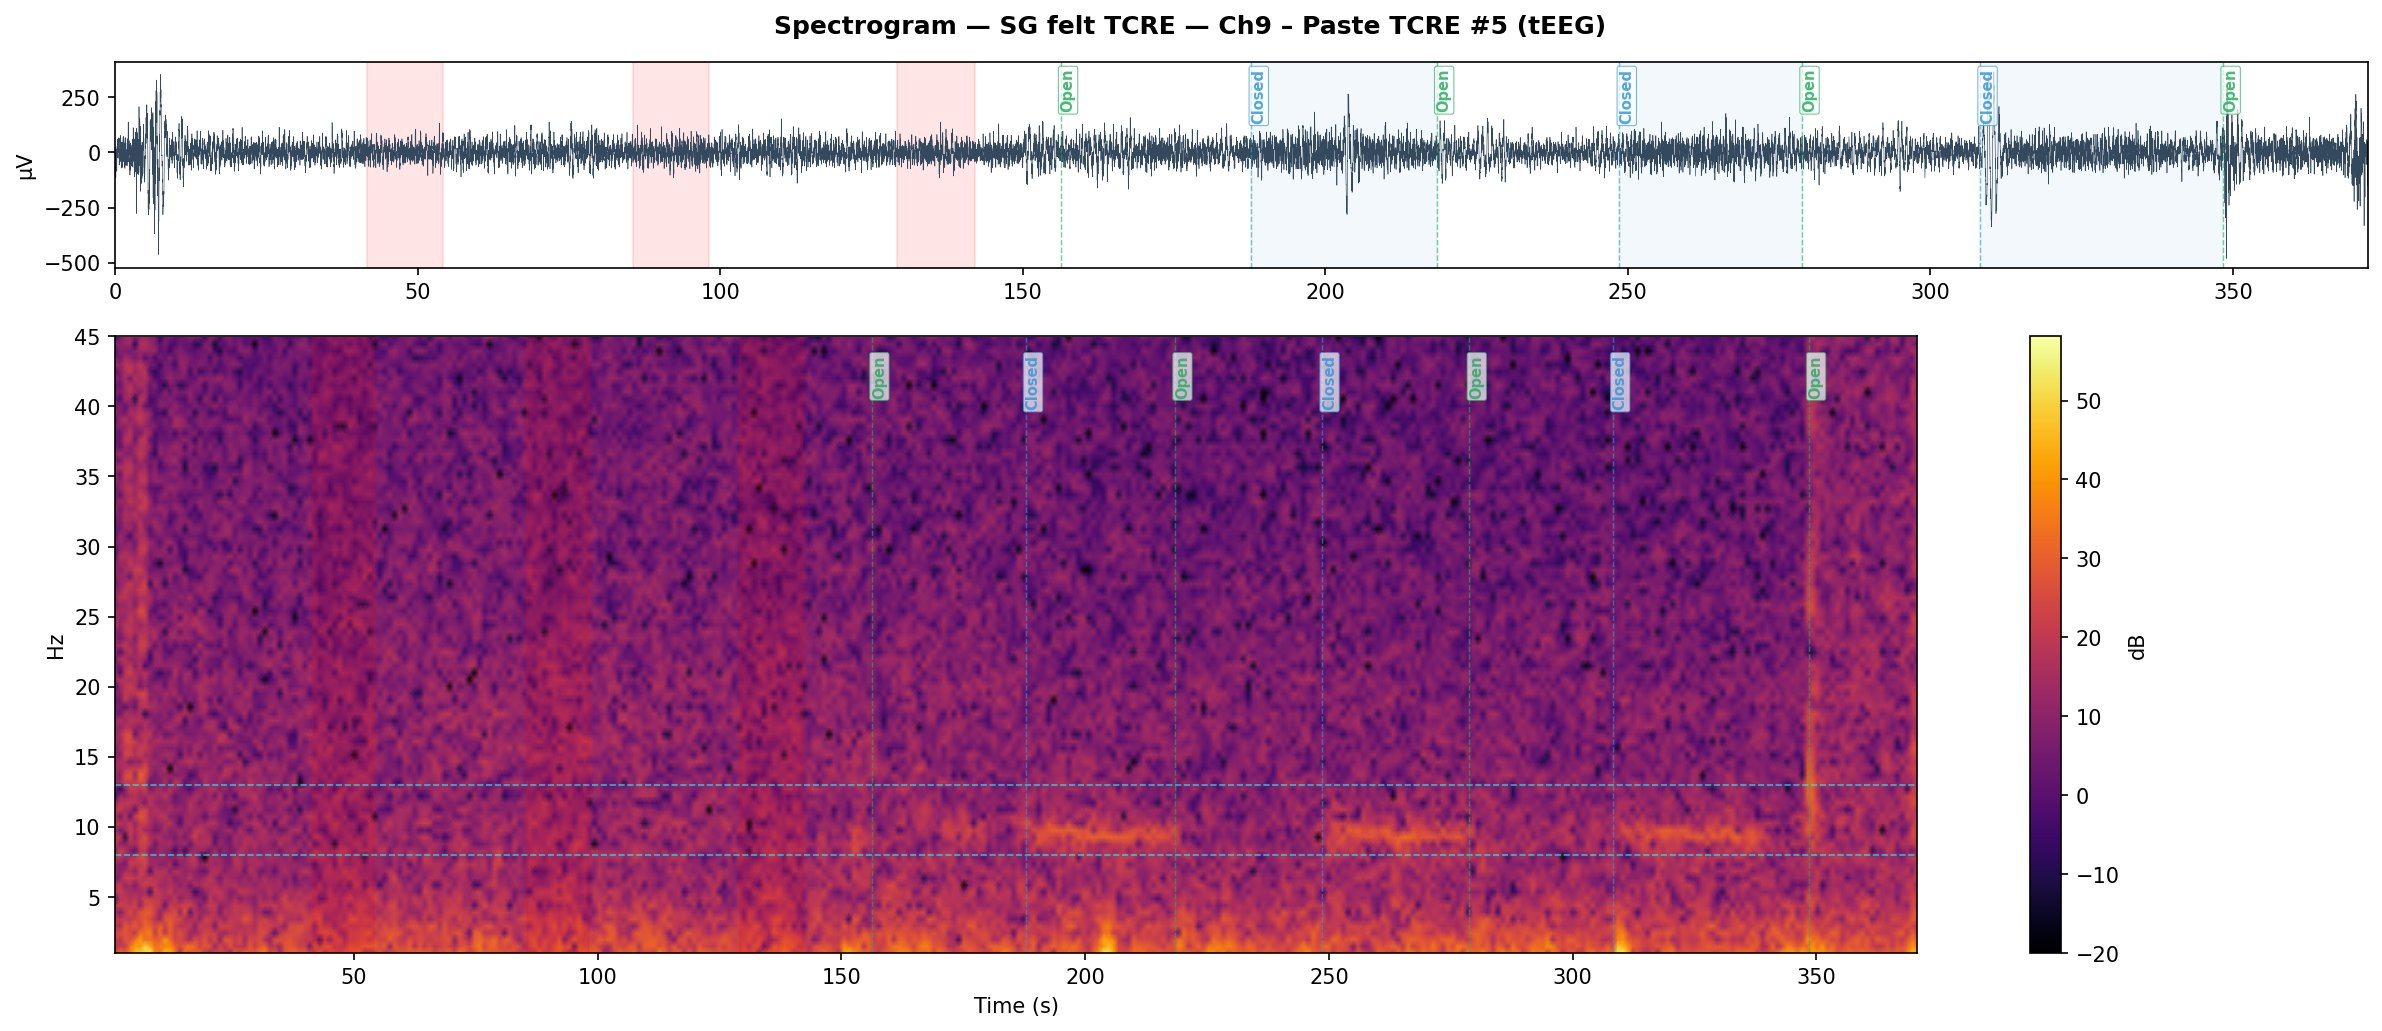 Spectrogram — SG felt TCRE — Ch9 – Paste TCRE #5 (tEEG)
Open Closed Open Closed Open Closed Open
250
0
−250
−500
µV
0 50 100 150 200 250 300 350
Open Closed Open Closed Open Closed Open
45
40
35
30
25
20
15
10
5
Hz
50 100 150 200 250 300 350
Time (s)
50
40
30
20
10
0
−10
−20
dB